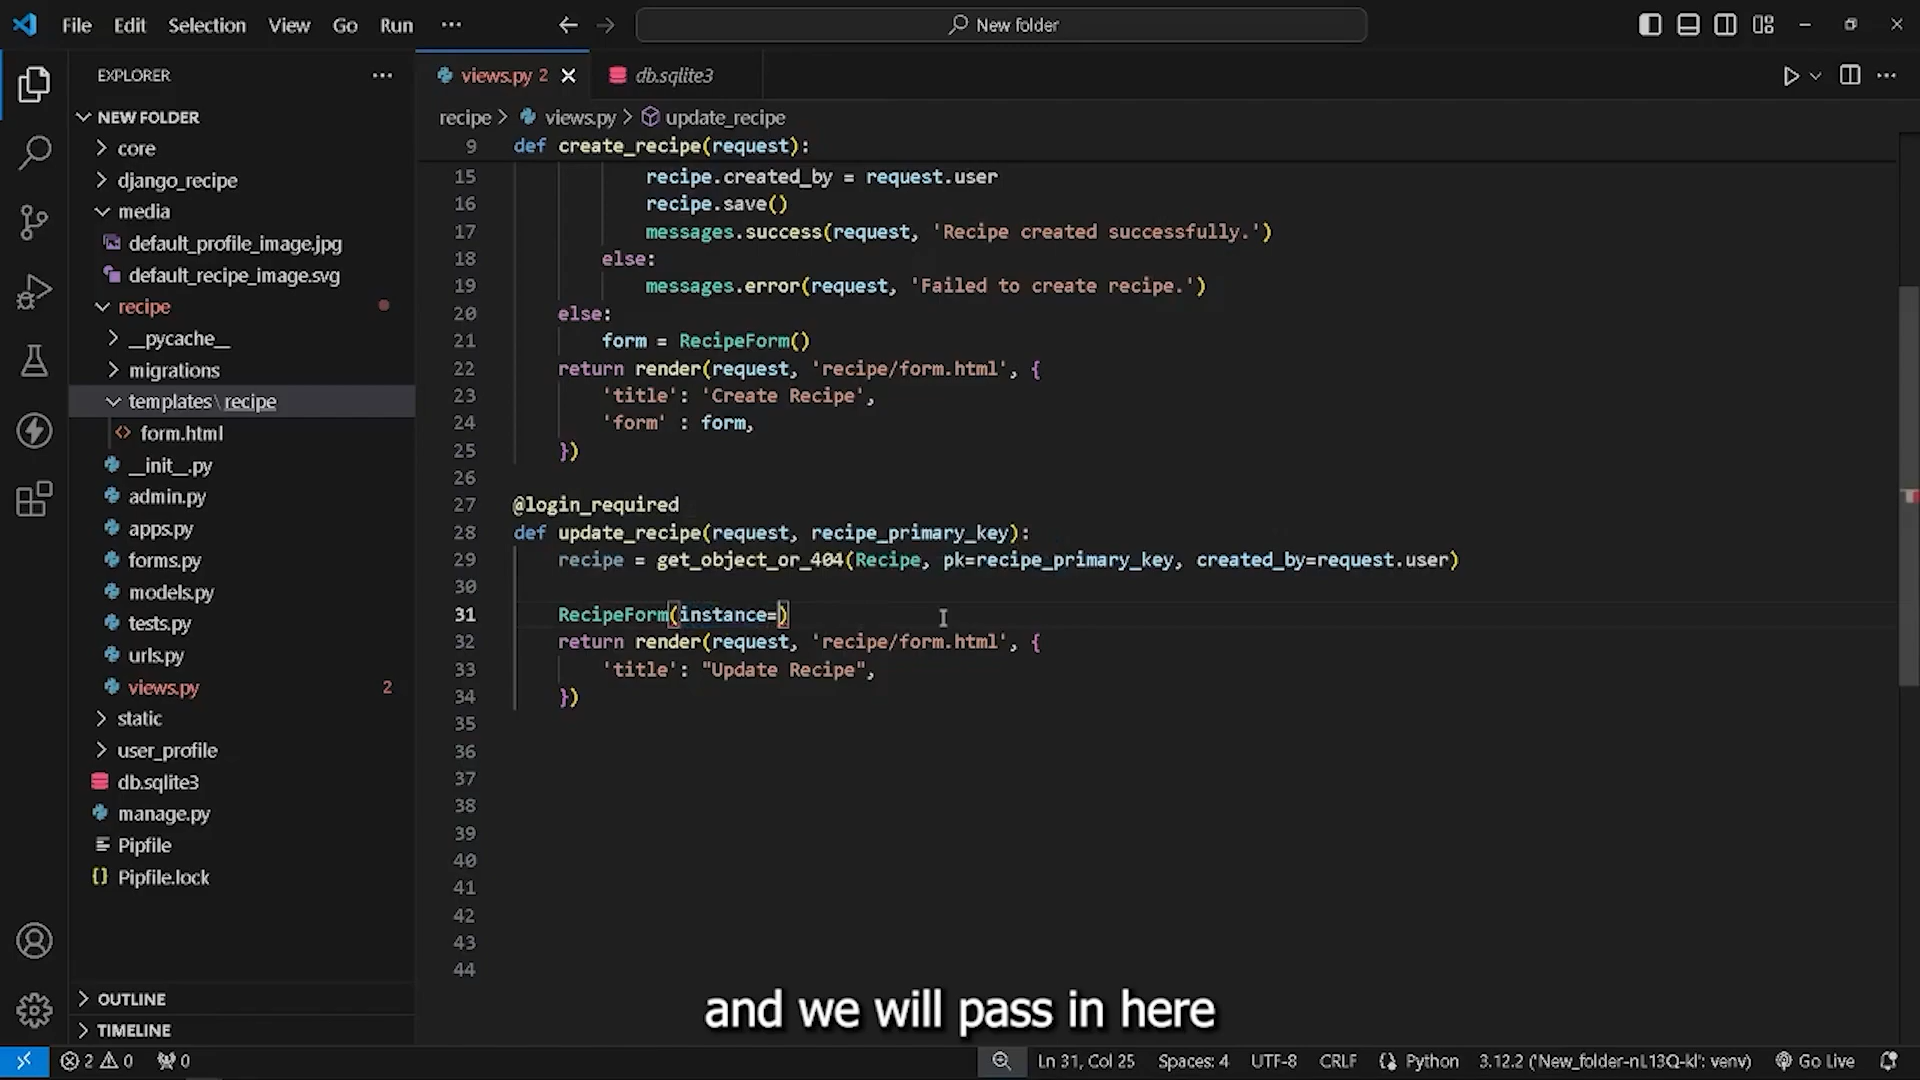 File Edit Selection View Go Run ···
New folder
EXPLORER ···
views.py 2
db.sqlite3
NEW FOLDER
core
django_recipe
media
default_profile_image.jpg
default_recipe_image.svg
recipe
__pycache__
migrations
templates\recipe
form.html
__init__.py
admin.py
apps.py
forms.py
models.py
tests.py
urls.py
views.py 2
static
user_profile
db.sqlite3
manage.py
Pipfile
Pipfile.lock
OUTLINE
TIMELINE
recipe > views.py > update_recipe
9 def create_recipe(request):
15 recipe.created_by = request.user
16 recipe.save()
17 messages.success(request, 'Recipe created successfully.')
18 else:
19 messages.error(request, 'Failed to create recipe.')
20 else:
21 form = RecipeForm()
22 return render(request, 'recipe/form.html', {
23 'title': 'Create Recipe',
24 'form' : form,
25 })
26
27 @login_required
28 def update_recipe(request, recipe_primary_key):
29 recipe = get_object_or_404(Recipe, pk=recipe_primary_key, created_by=request.user)
30
31 RecipeForm(instance=)
32 return render(request, 'recipe/form.html', {
33 'title': "Update Recipe",
34 })
35
36
37
38
39
40
41
42
43
44
and we will pass in here
2 0 0
Ln 31, Col 25 Spaces: 4 UTF-8 CRLF Python 3.12.2 ('New_folder-nL13Q-kl': venv) Go Live